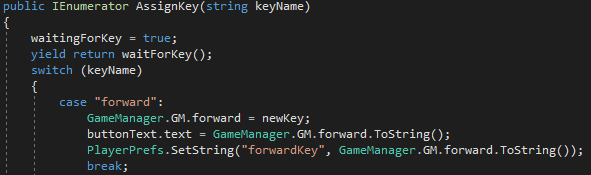 public IEnumerator AssignKey(string keyName)
{
waitingForKey = true;
yield return waitForKey();
switch (keyName)
{
case "forward":
GameManager.GM.forward = newKey;
buttonText.text = GameManager.GM.forward.ToString();
PlayerPrefs.SetString("forwardKey", GameManager.GM.forward.ToString());
break;